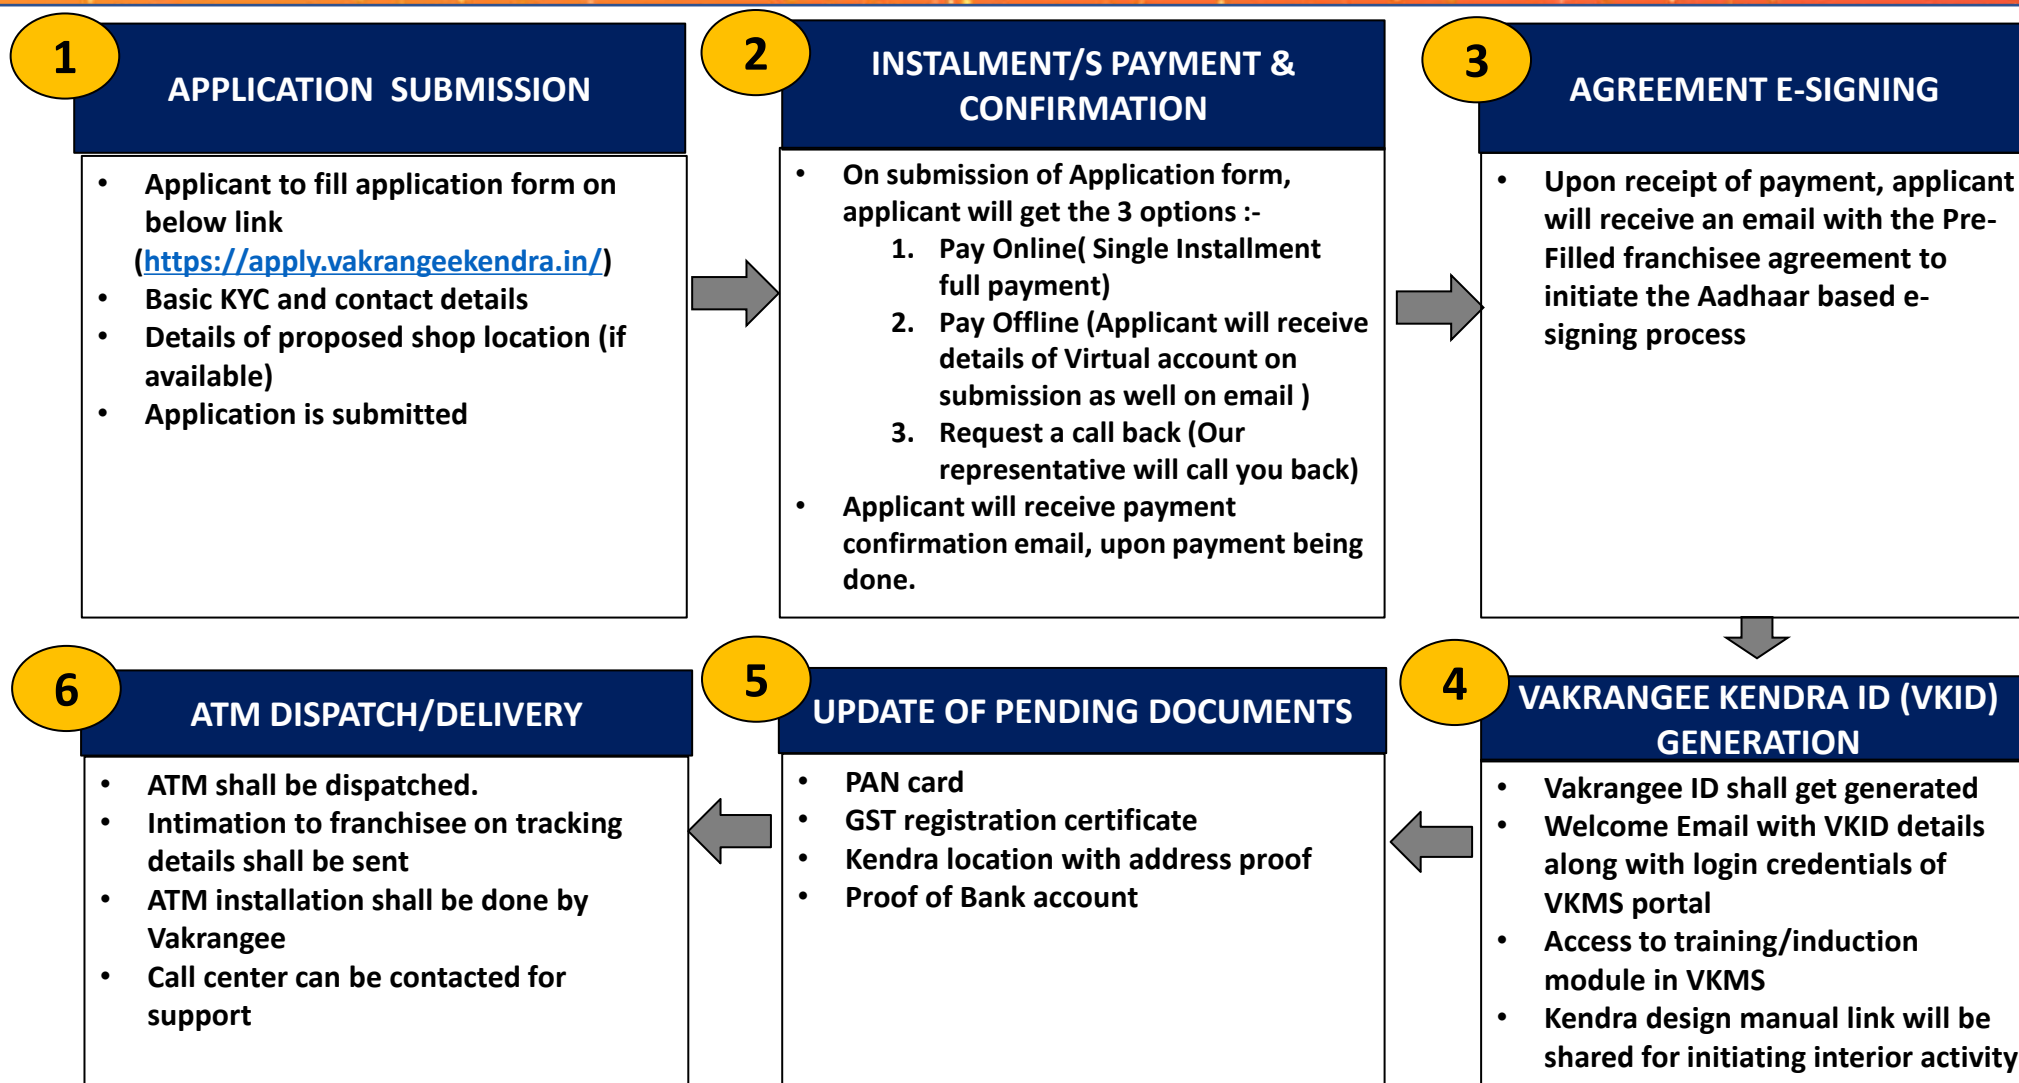 1
APPLICATION SUBMISSION
• Applicant to fill application form on
below link
(https://apply.vakrangeekendra.in/)
• Basic KYC and contact details
• Details of proposed shop location (if
available)
• Application is submitted
2
INSTALMENT/S PAYMENT &
CONFIRMATION
• On submission of Application form,
applicant will get the 3 options :-
1. Pay Online( Single Installment
full payment)
2. Pay Offline (Applicant will receive
details of Virtual account on
submission as well on email )
3. Request a call back (Our
representative will call you back)
• Applicant will receive payment
confirmation email, upon payment being
done.
3
AGREEMENT E-SIGNING
• Upon receipt of payment, applicant
will receive an email with the Pre-
Filled franchisee agreement to
initiate the Aadhaar based e-
signing process
4
VAKRANGEE KENDRA ID (VKID)
GENERATION
• Vakrangee ID shall get generated
• Welcome Email with VKID details
along with login credentials of
VKMS portal
• Access to training/induction
module in VKMS
• Kendra design manual link will be
shared for initiating interior activity
5
UPDATE OF PENDING DOCUMENTS
• PAN card
• GST registration certificate
• Kendra location with address proof
• Proof of Bank account
6
ATM DISPATCH/DELIVERY
• ATM shall be dispatched.
• Intimation to franchisee on tracking
details shall be sent
• ATM installation shall be done by
Vakrangee
• Call center can be contacted for
support